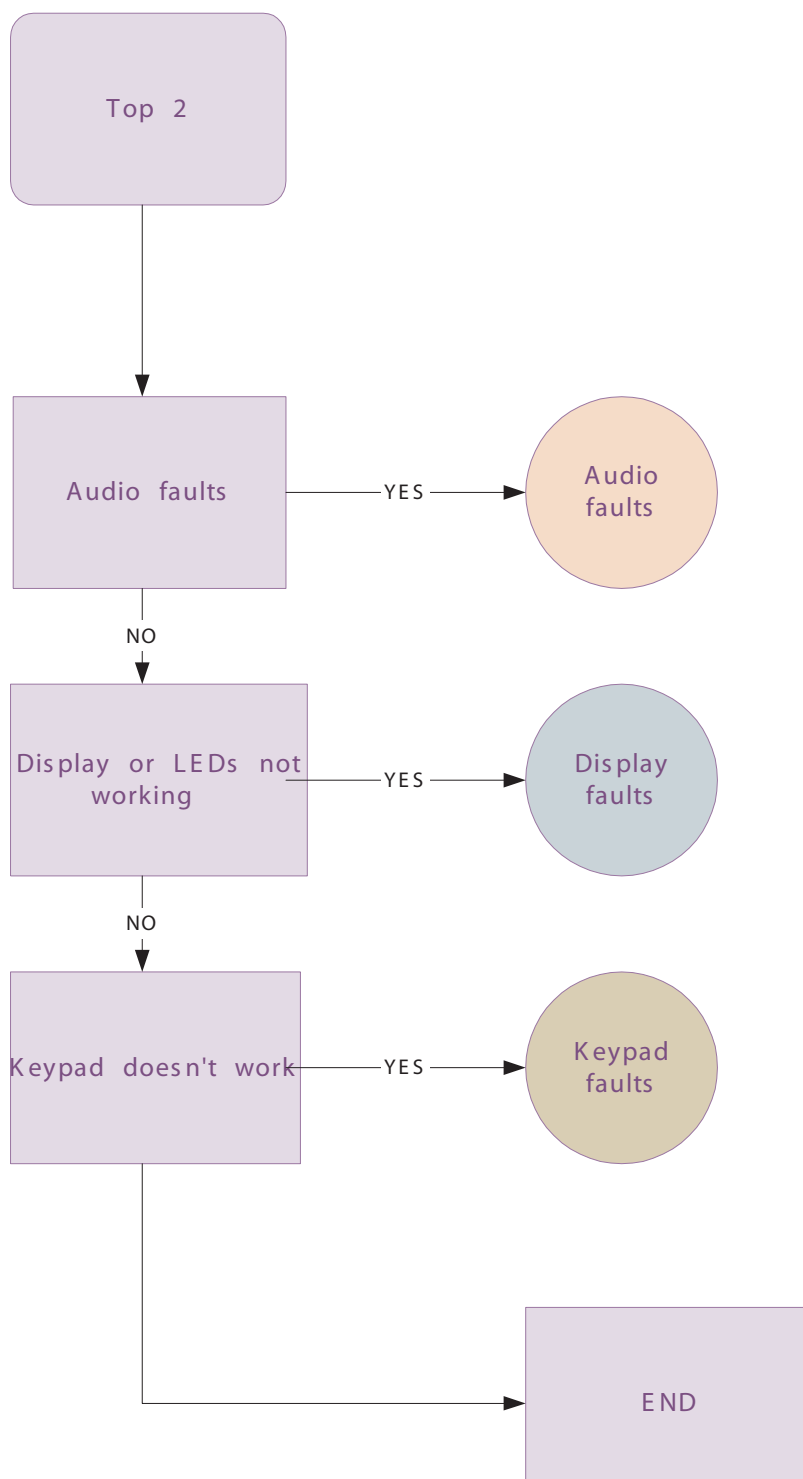 Top 2
Audio faults
YES
Audio
faults
NO
Display or LEDs not
working
YES
Display
faults
NO
Keypad doesn't work
YES
Keypad
faults
END